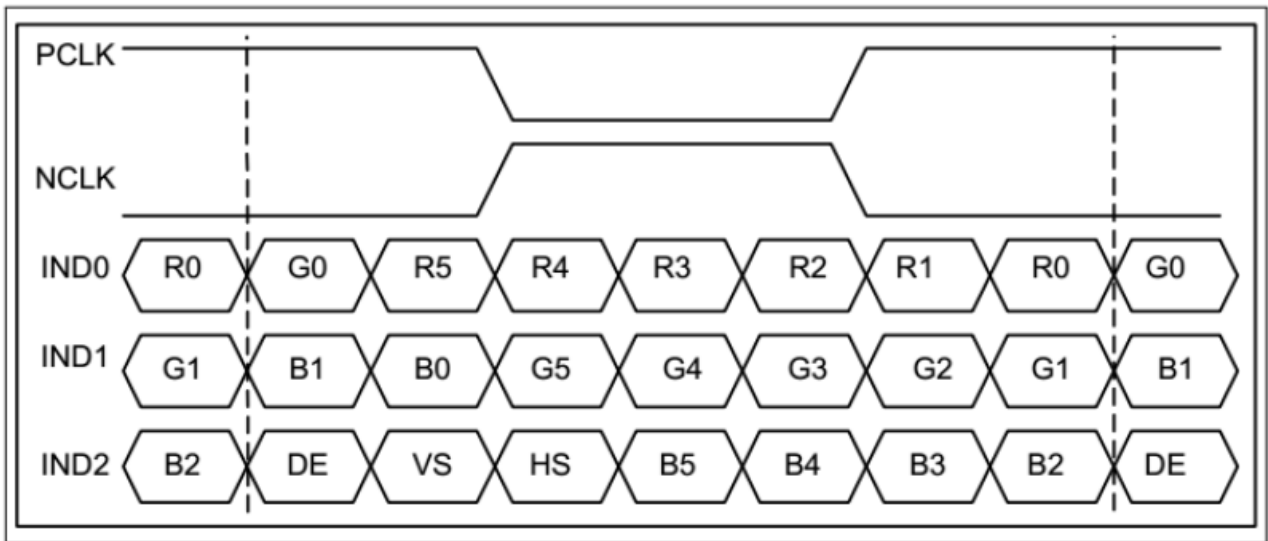 PCLK
NCLK
IND0 R0 G0 R5 R4 R3 R2 R1 R0 G0
IND1 G1 B1 B0 G5 G4 G3 G2 G1 B1
IND2 B2 DE VS HS B5 B4 B3 B2 DE